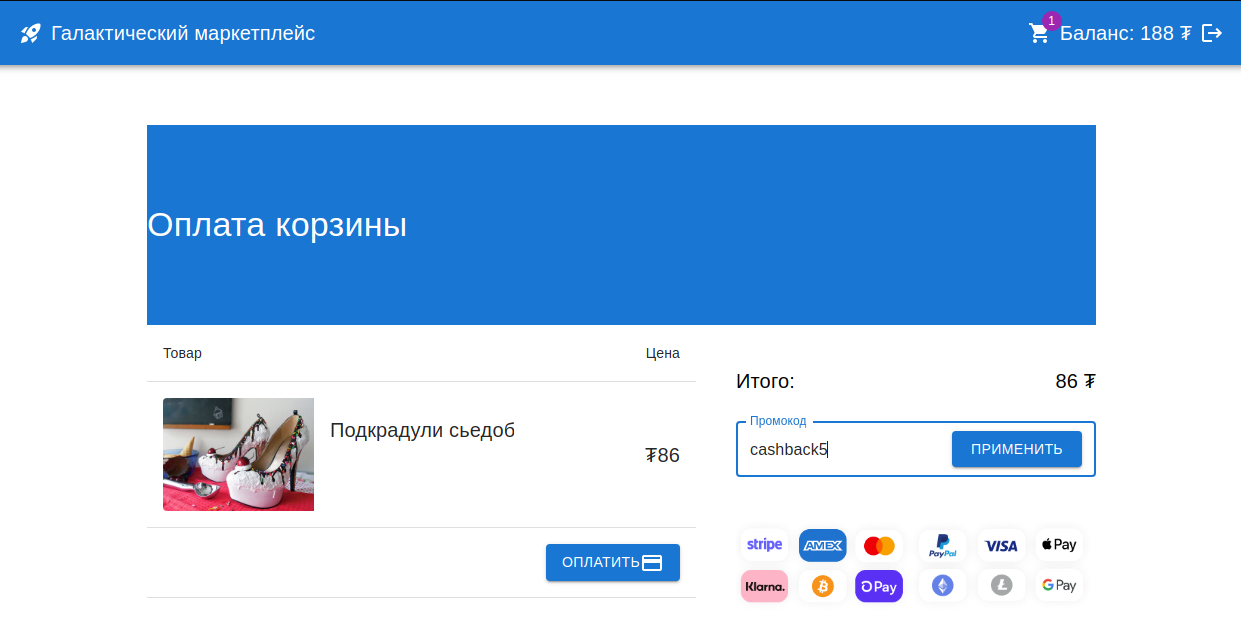 Галактический маркетплейс
1
Баланс: 188 ₮
Оплата корзины
Товар
Цена
Подкрадули сьедоб
₮86
ОПЛАТИТЬ
Итого:
86 ₮
Промокод
cashback5
ПРИМЕНИТЬ
stripe
AMEX
PayPal
VISA
Pay
Klarna.
Pay
G Pay